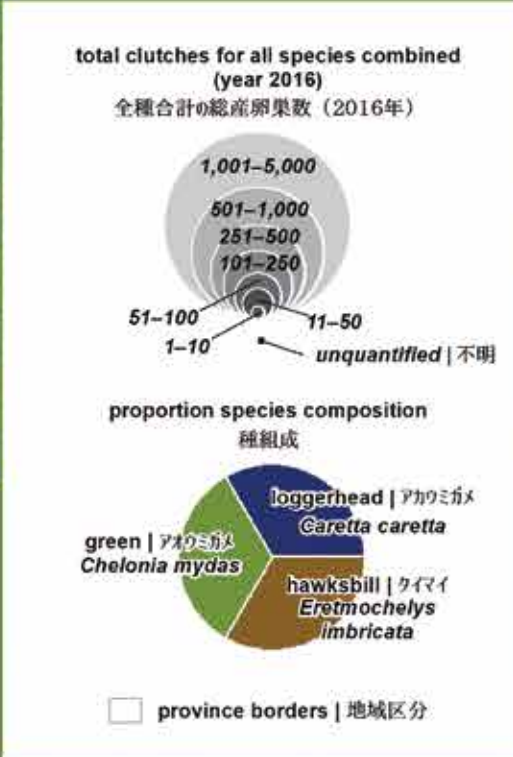 total clutches for all species combined
(year 2016)
全種合計の総産卵巣数（2016年）
1,001–5,000
501–1,000
251–500
101–250
51–100
11–50
1–10
unquantified | 不明
proportion species composition
種組成
loggerhead | アカウミガメ
Caretta caretta
green | アオウミガメ
Chelonia mydas
hawksbill | タイマイ
Eretmochelys
imbricata
province borders | 地域区分